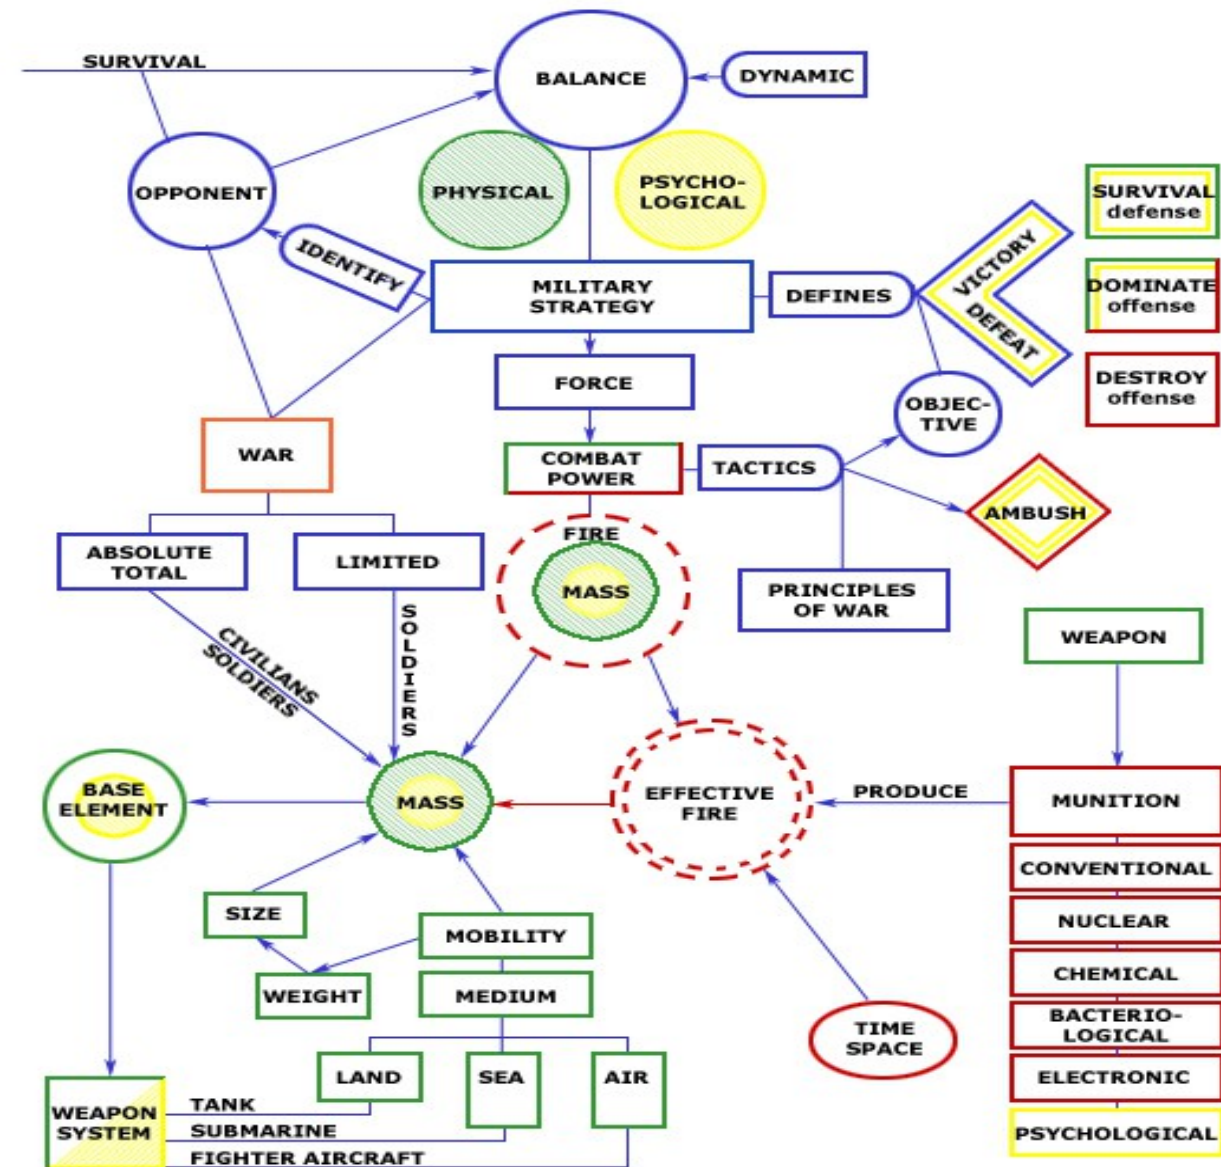 SURVIVAL
BALANCE
DYNAMIC
OPPONENT
PHYSICAL
PSYCHO-
LOGICAL
SURVIVAL
defense
IDENTIFY
MILITARY
STRATEGY
DEFINES
VICTORY
DEFEAT
DOMINATE
offense
FORCE
DESTROY
offense
OBJEC-
TIVE
WAR
COMBAT
POWER
TACTICS
AMBUSH
ABSOLUTE
TOTAL
LIMITED
FIRE
MASS
PRINCIPLES
OF WAR
WEAPON
CIVILIANS
SOLDIERS
SOLDIERS
BASE
ELEMENT
MASS
EFFECTIVE
FIRE
PRODUCE
MUNITION
CONVENTIONAL
NUCLEAR
CHEMICAL
BACTERIO-
LOGICAL
ELECTRONIC
PSYCHOLOGICAL
SIZE
MOBILITY
WEIGHT
MEDIUM
TIME
SPACE
LAND
SEA
AIR
WEAPON
SYSTEM
TANK
SUBMARINE
FIGHTER AIRCRAFT